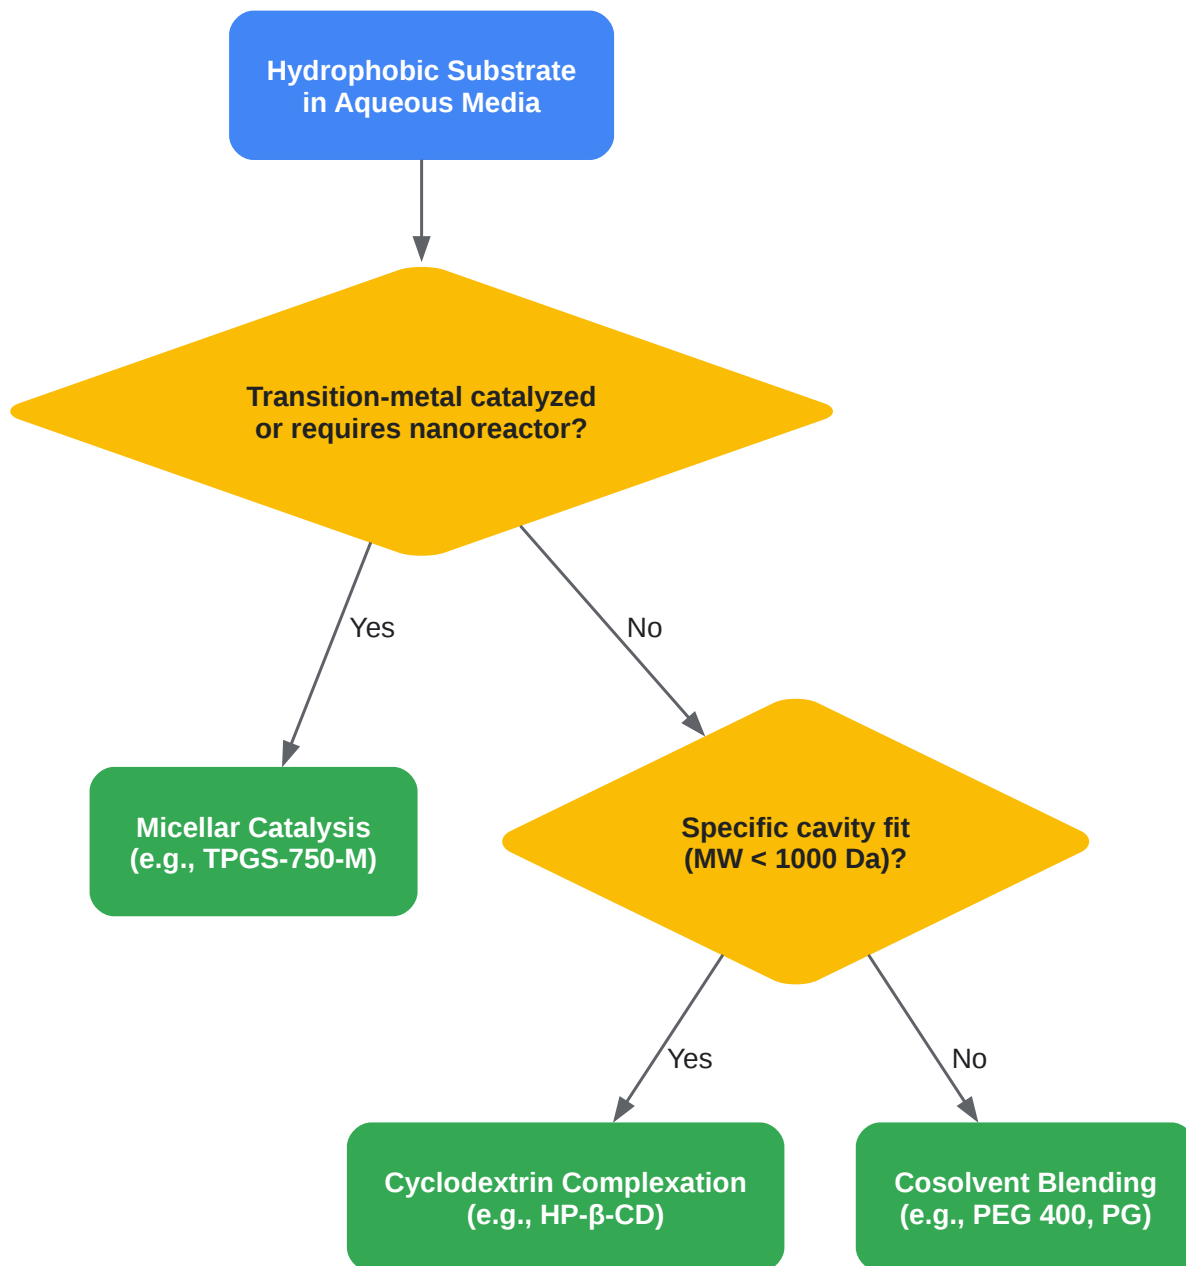 Hydrophobic Substrate
in Aqueous Media
Transition-metal catalyzed
or requires nanoreactor?
Yes
No
Micellar Catalysis
(e.g., TPGS-750-M)
Specific cavity fit
(MW < 1000 Da)?
Yes
No
Cyclodextrin Complexation
(e.g., HP-β-CD)
Cosolvent Blending
(e.g., PEG 400, PG)